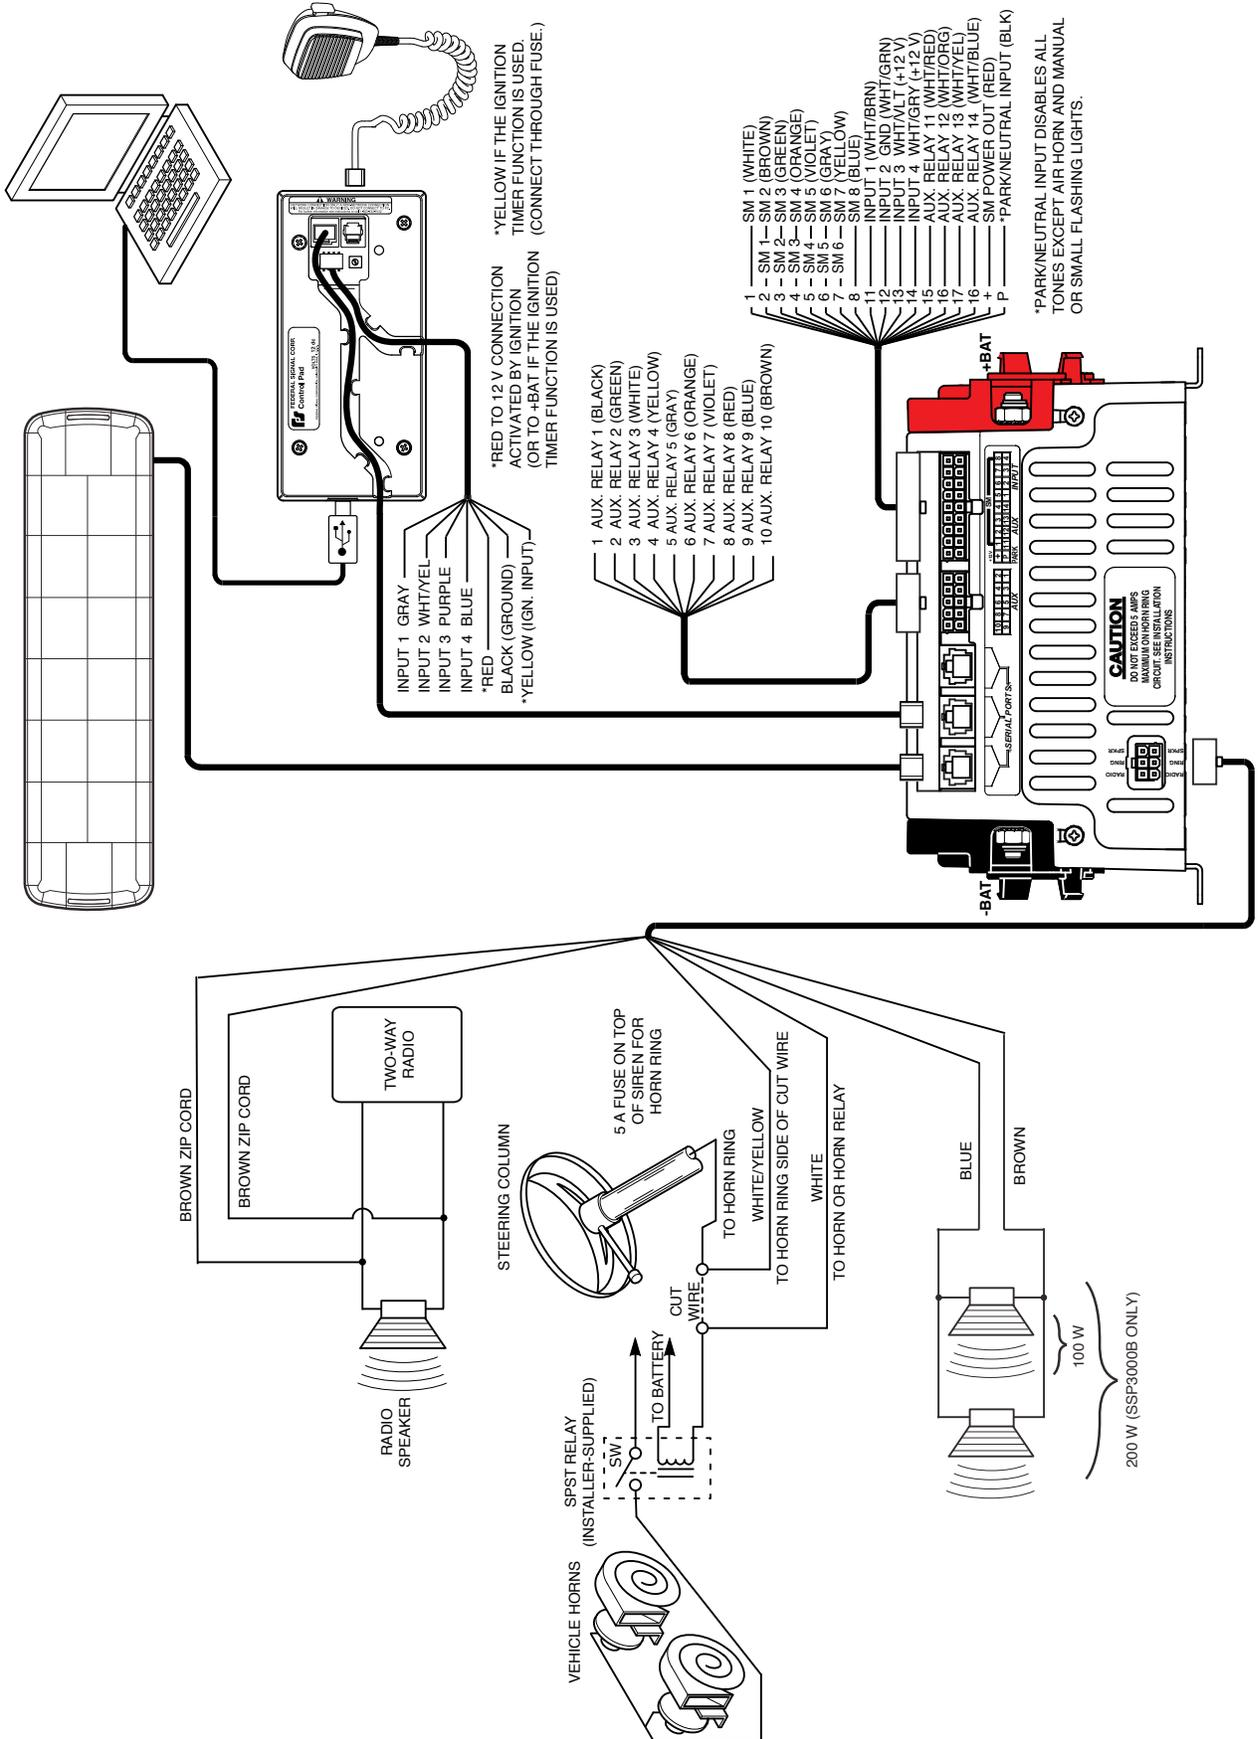 *YELLOW IF THE IGNITION
TIMER FUNCTION IS USED.
(CONNECT THROUGH FUSE.)
*RED TO 12 V CONNECTION
ACTIVATED BY IGNITION
(OR TO +BAT IF THE IGNITION
TIMER FUNCTION IS USED)
WARNING
FEDERAL SIGNAL CORP.
Control Pad
INPUT 1 GRAY
INPUT 2 WHT/YEL
INPUT 3 PURPLE
INPUT 4 BLUE
*RED
BLACK (GROUND)
*YELLOW (IGN. INPUT)
1 AUX. RELAY 1 (BLACK)
2 AUX. RELAY 2 (GREEN)
3 AUX. RELAY 3 (WHITE)
4 AUX. RELAY 4 (YELLOW)
5 AUX. RELAY 5 (GRAY)
6 AUX. RELAY 6 (ORANGE)
7 AUX. RELAY 7 (VIOLET)
8 AUX. RELAY 8 (RED)
9 AUX. RELAY 9 (BLUE)
10 AUX. RELAY 10 (BROWN)
1 SM 1 (WHITE)
2 SM 1 SM 2 (BROWN)
3 SM 2 SM 3 (GREEN)
4 SM 3 SM 4 (ORANGE)
5 SM 4 SM 5 (VIOLET)
6 SM 5 SM 6 (GRAY)
7 SM 6 SM 7 (YELLOW)
8 SM 8 (BLUE)
11 INPUT 1 (WHT/BRN)
12 INPUT 2 GND (WHT/GRN)
13 INPUT 3 WHT/VLT (+12 V)
14 INPUT 4 WHT/GRY (+12 V)
15 AUX. RELAY 11 (WHT/RED)
16 AUX. RELAY 12 (WHT/ORG)
17 AUX. RELAY 13 (WHT/YEL)
16 AUX. RELAY 14 (WHT/BLUE)
+ SM POWER OUT (RED)
P *PARK/NEUTRAL INPUT (BLK)
*PARK/NEUTRAL INPUT DISABLES ALL
TONES EXCEPT AIR HORN AND MANUAL
OR SMALL FLASHING LIGHTS.
+BAT
-BAT
SM
INPUT
AUX
PARK
AUX
SERIAL PORTS
CAUTION
DO NOT EXCEED 5 AMPS
MAXIMUM ON HORN RING
CIRCUIT. SEE INSTALLATION
INSTRUCTIONS
SPKR
RING
RADIO
SPKR
RING
RADIO
BROWN ZIP CORD
BROWN ZIP CORD
TWO-WAY
RADIO
RADIO
SPEAKER
STEERING COLUMN
5 A FUSE ON TOP
OF SIREN FOR
HORN RING
TO HORN RING
WHITE/YELLOW
TO HORN RING SIDE OF CUT WIRE
WHITE
TO HORN OR HORN RELAY
CUT
WIRE
TO BATTERY
SPST RELAY
(INSTALLER-SUPPLIED)
SW
VEHICLE HORNS
BLUE
BROWN
100 W
200 W (SSP3000B ONLY)